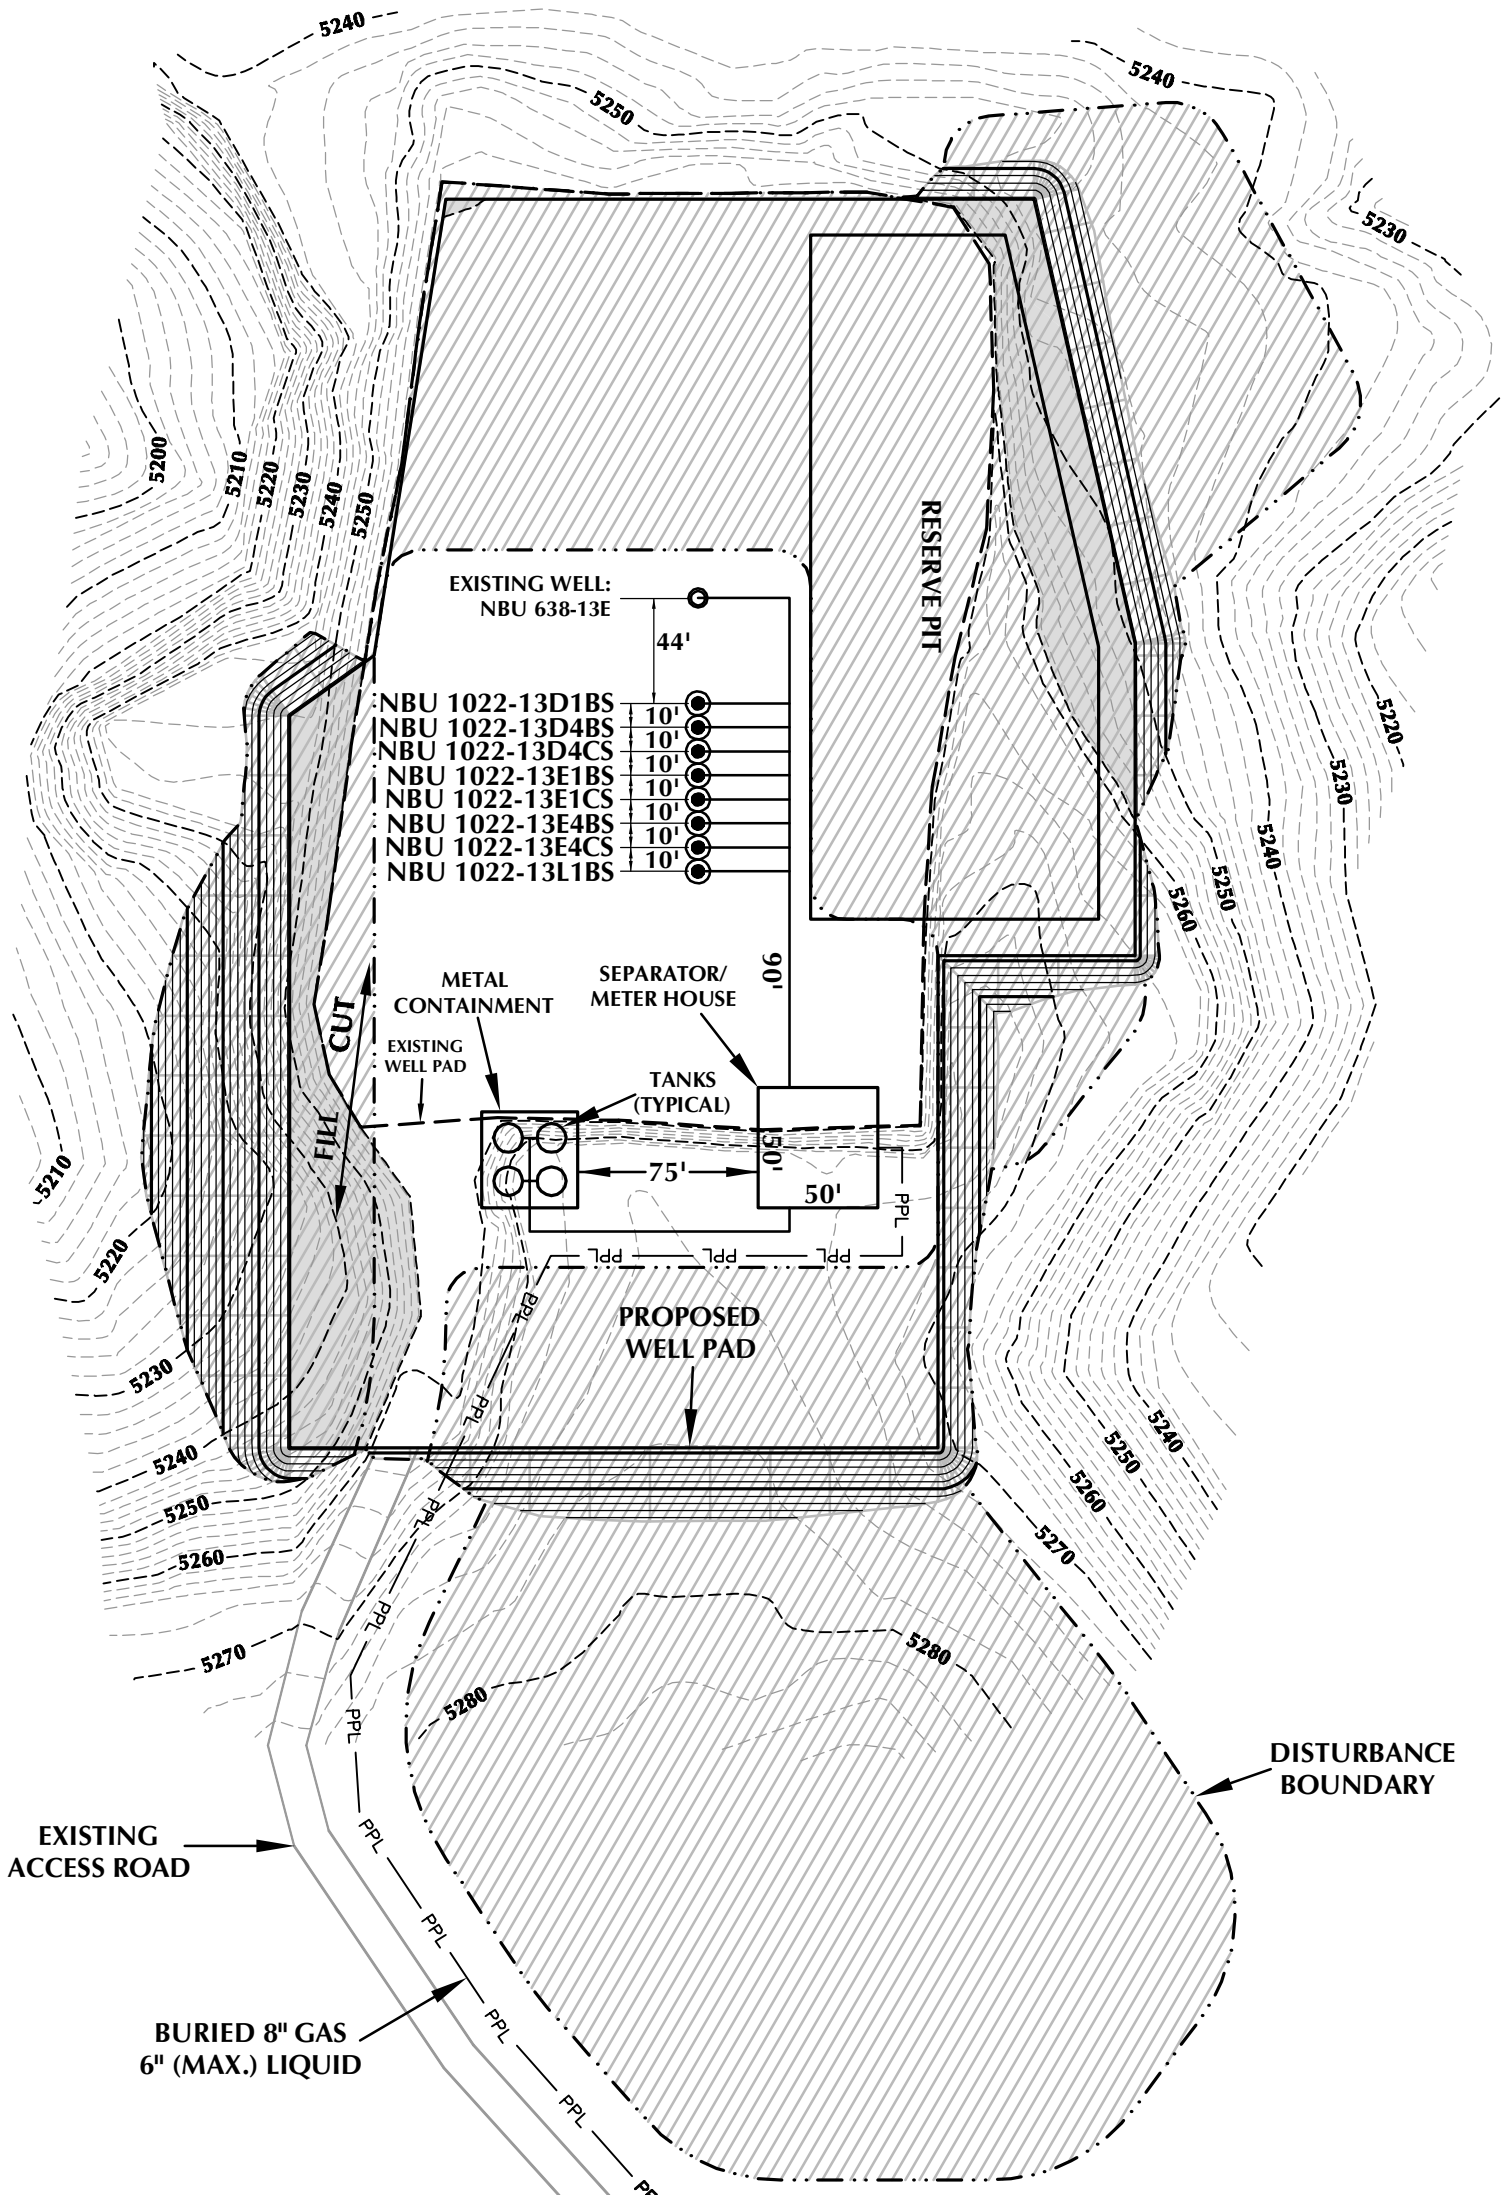 5240
5240
5250
5230
5200
5210
5220
5230
5240
5250
RESERVE PIT
EXISTING WELL:
NBU 638-13E
44'
NBU 1022-13D1BS
10'
NBU 1022-13D4BS
10'
NBU 1022-13D4CS
10'
NBU 1022-13E1BS
10'
NBU 1022-13E1CS
10'
NBU 1022-13E4BS
10'
NBU 1022-13E4CS
10'
NBU 1022-13L1BS
5220
5230
5240
5250
5260
90'
METAL
CONTAINMENT
SEPARATOR/
METER HOUSE
CUT
EXISTING
WELL PAD
TANKS
(TYPICAL)
FILL
75'
50'
50'
PPL
PPL
PPL
PPL
PPL
5210
5220
5230
5240
5250
5260
5270
PROPOSED
WELL PAD
PPL
PPL
PPL
5240
5250
5260
5270
5280
5280
PPL
DISTURBANCE
BOUNDARY
EXISTING
ACCESS ROAD
PPL
PPL
BURIED 8" GAS
6" (MAX.) LIQUID
PPL
PPL